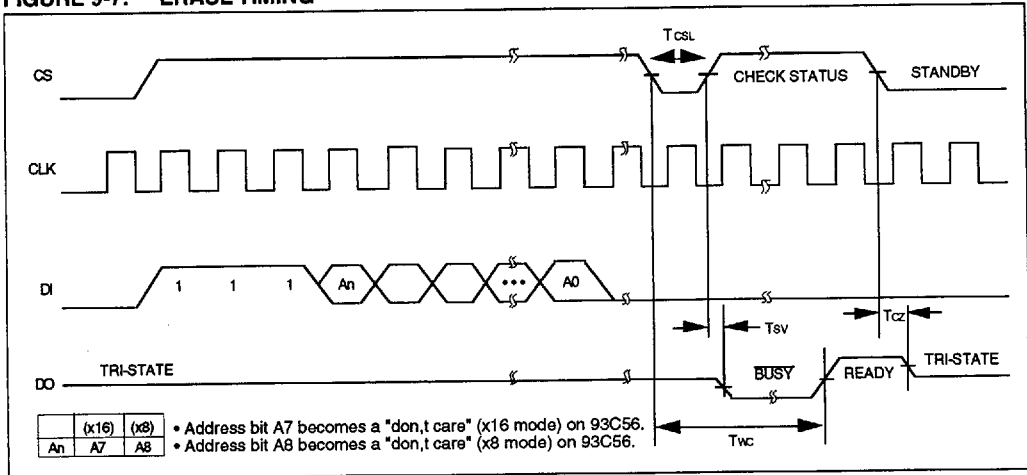 FIGURE 9-7: ERASE TIMING
TCSL
CS
CHECK STATUS
STANDBY
CLK
DI
1 1 1 An ••• A0
TSV
TCZ
TRI-STATE
DO
BUSY
READY
TRI-STATE
TWC
(x16) (x8)
An A7 A8
• Address bit A7 becomes a "don,t care" (x16 mode) on 93C56.
• Address bit A8 becomes a "don,t care" (x8 mode) on 93C56.